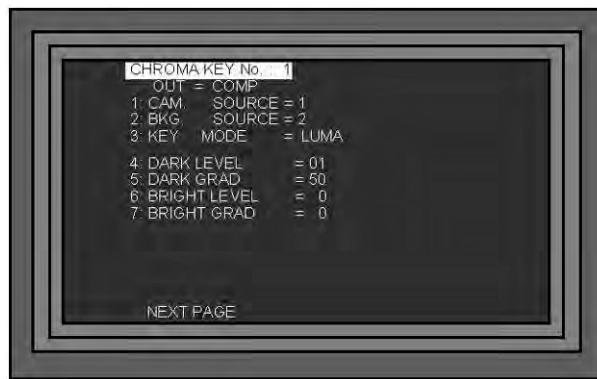 CHROMA KEY No. : 1
OUT = COMP
1: CAM. SOURCE = 1
2: BKG SOURCE = 2
3: KEY MODE = LUMA
4: DARK LEVEL = 01
5: DARK GRAD = 50
6: BRIGHT LEVEL = 0
7: BRIGHT GRAD = 0
NEXT PAGE